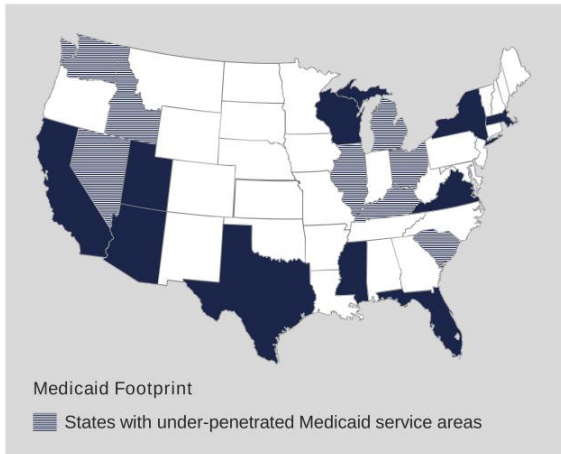 Medicaid Footprint
States with under-penetrated Medicaid service areas